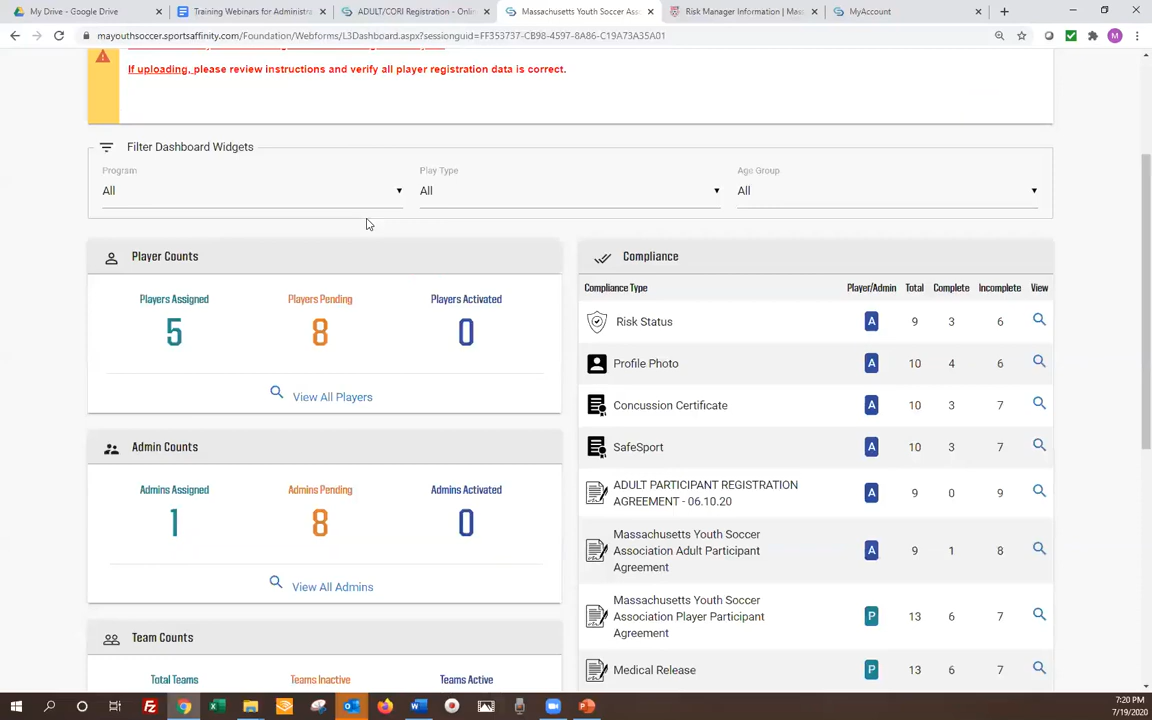 My Drive - Google Drive
Training Webinars for Administra
ADULT/CORI Registration - Onlin
Massachusetts Youth Soccer Asso
Risk Manager Information | Mass
MyAccount
mayouthsoccer.sportsaffinity.com/Foundation/Webforms/L3Dashboard.aspx?sessionguid=FF353737-CB98-4597-8A86-C19A73A35A01
M
If uploading, please review instructions and verify all player registration data is correct.
Filter Dashboard Widgets
Program
Play Type
Age Group
All
All
All
Player Counts
Players Assigned
Players Pending
Players Activated
5
8
0
View All Players
Admin Counts
Admins Assigned
Admins Pending
Admins Activated
1
8
0
View All Admins
Team Counts
Total Teams
Teams Inactive
Teams Active
Compliance
Compliance Type
Player/Admin
Total
Complete
Incomplete
View
Risk Status
A
9
3
6
Profile Photo
A
10
4
6
Concussion Certificate
A
10
3
7
SafeSport
A
10
3
7
ADULT PARTICIPANT REGISTRATION
AGREEMENT - 06.10.20
A
9
0
9
Massachusetts Youth Soccer
Association Adult Participant
Agreement
A
9
1
8
Massachusetts Youth Soccer
Association Player Participant
Agreement
P
13
6
7
Medical Release
P
13
6
7
7:20 PM
7/19/2020